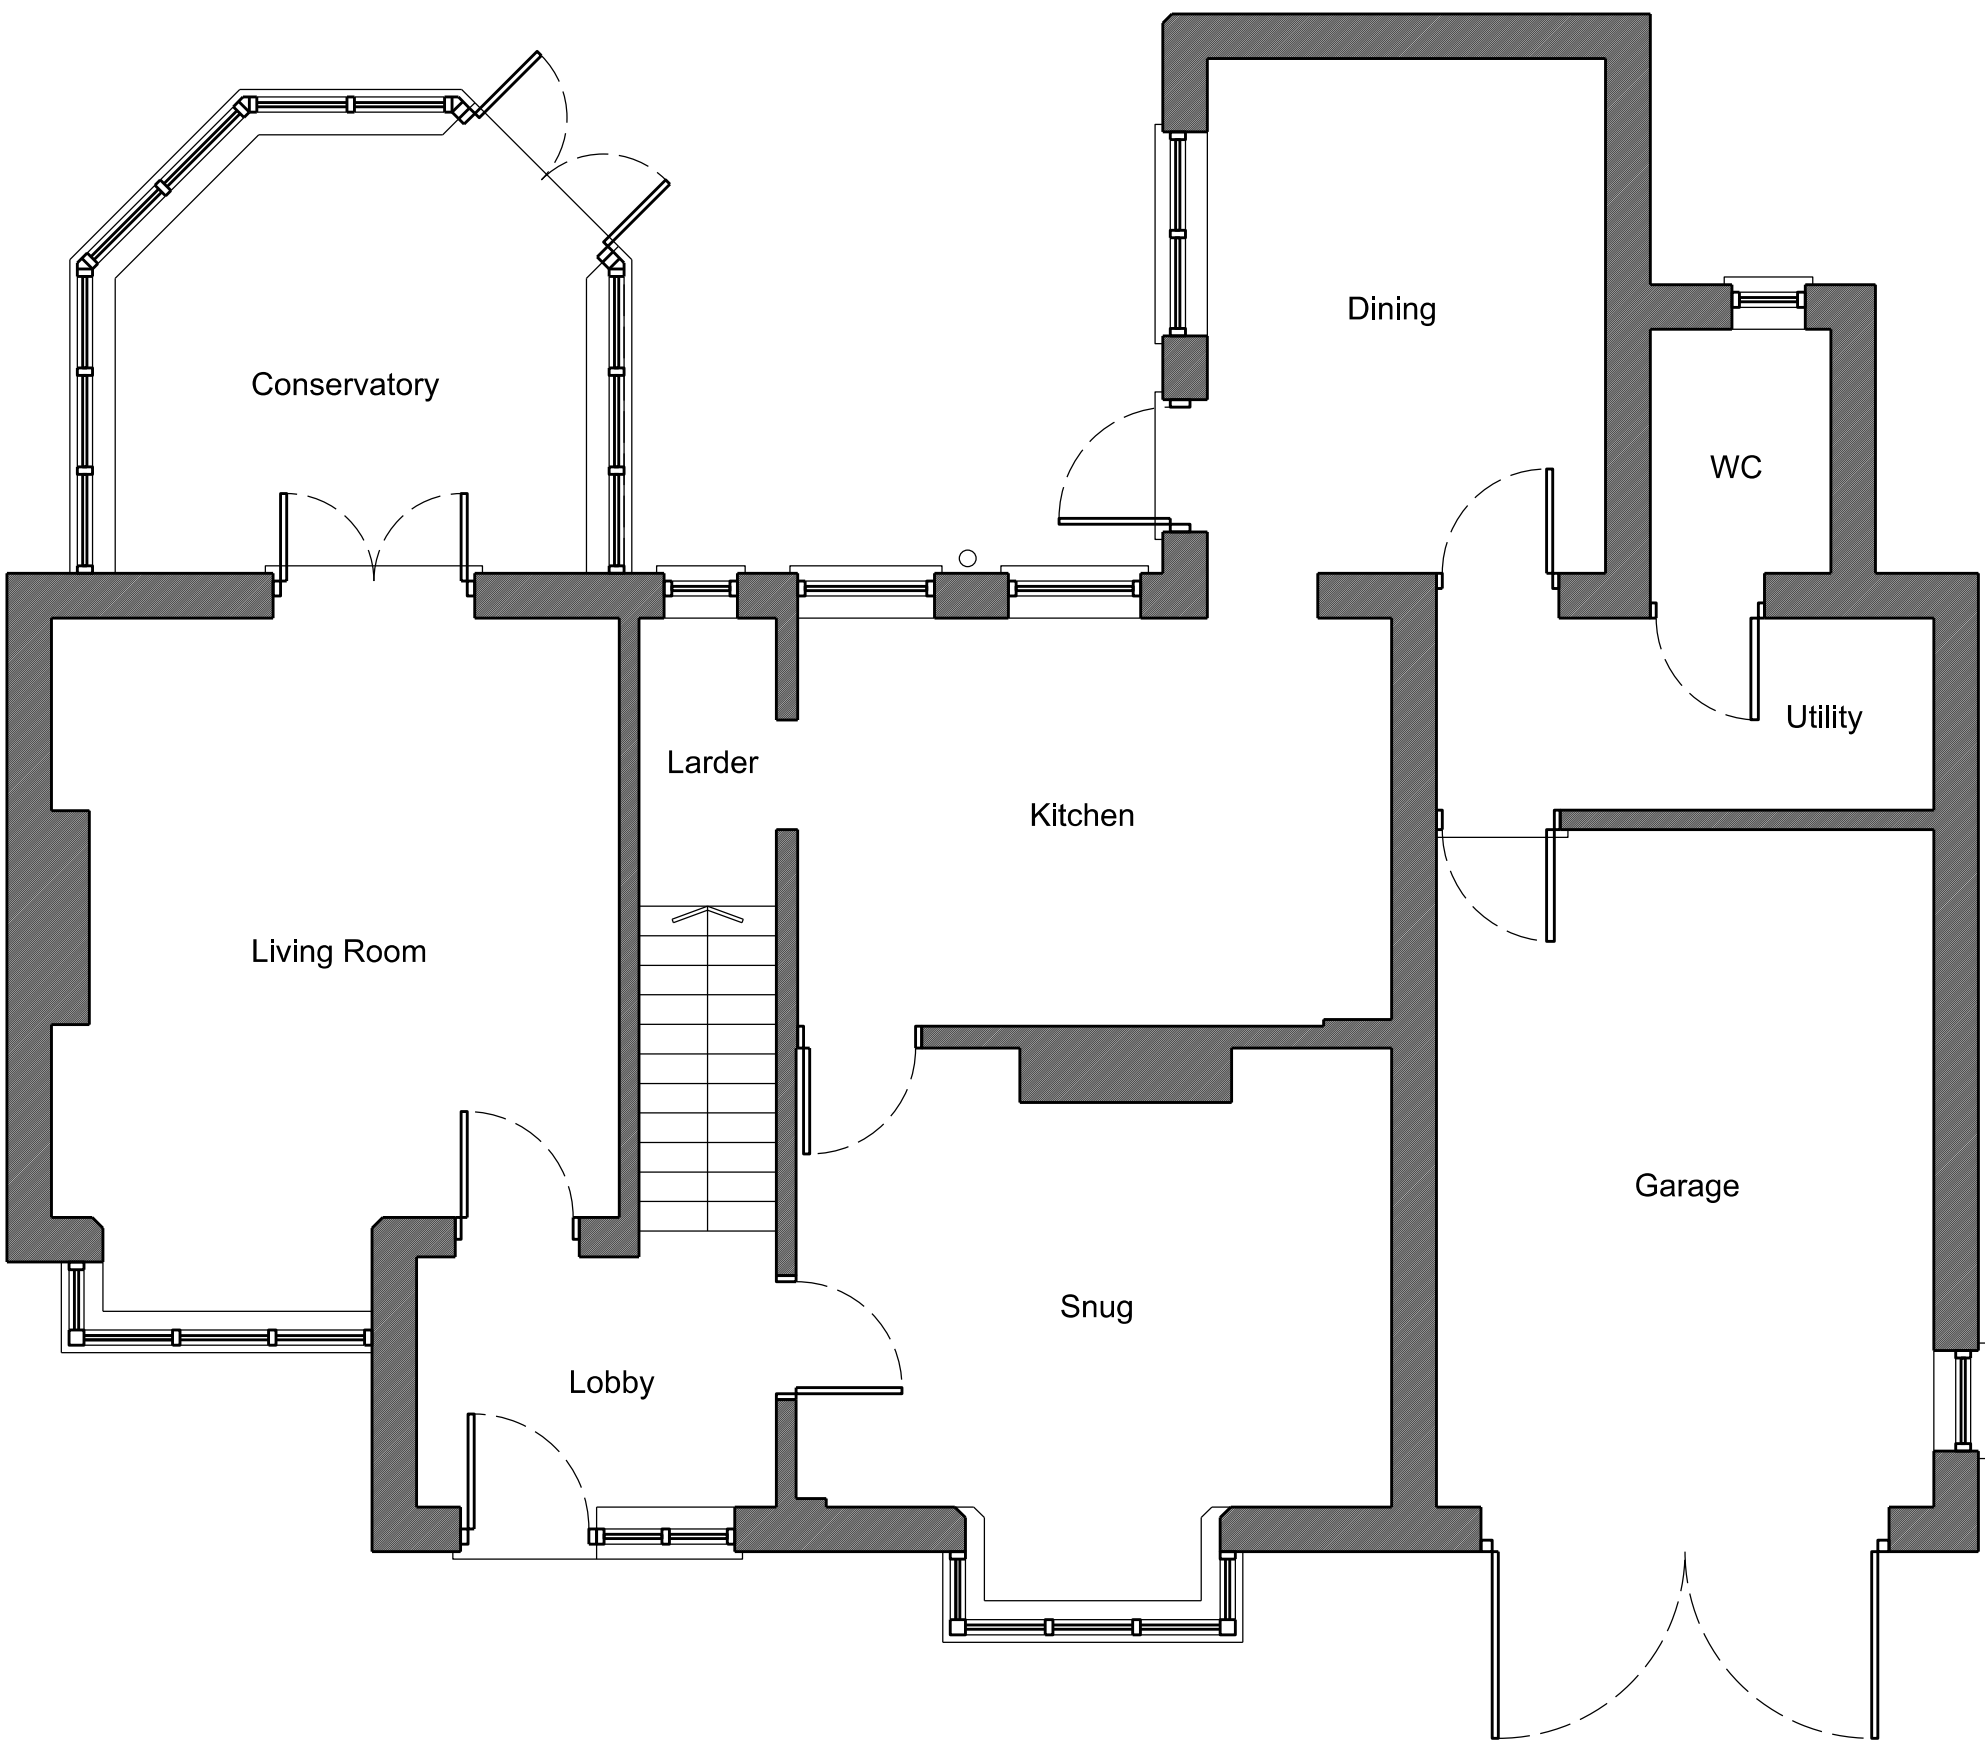 Dining
Conservatory
WC
Utility
Larder
Kitchen
Living Room
Garage
Snug
Lobby